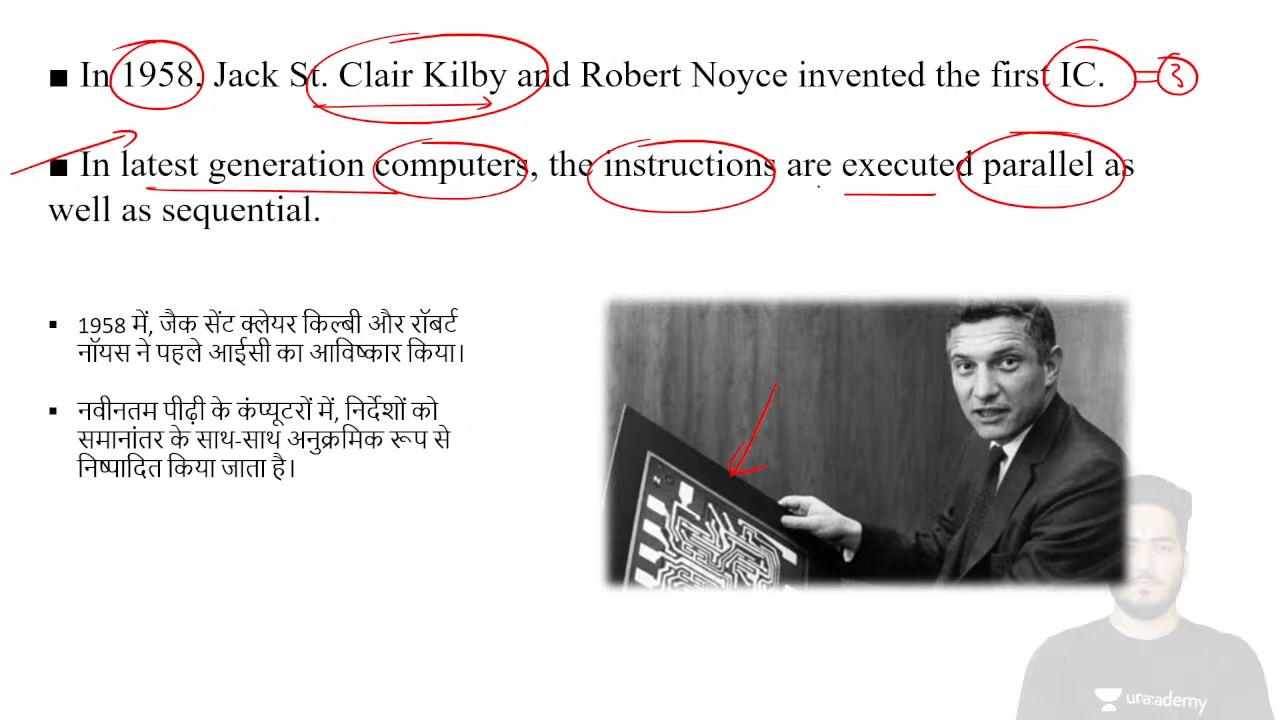 ■ In 1958, Jack St. Clair Kilby and Robert Noyce invented the first IC. = 3
■ In latest generation computers, the instructions are executed parallel as
well as sequential.
▪ 1958 में, जैक सेंट क्लेयर किल्बी और रॉबर्ट
नॉयस ने पहले आईसी का आविष्कार किया।
▪ नवीनतम पीढ़ी के कंप्यूटरों में, निर्देशों को
समानांतर के साथ-साथ अनुक्रमिक रूप से
निष्पादित किया जाता है।
unacademy